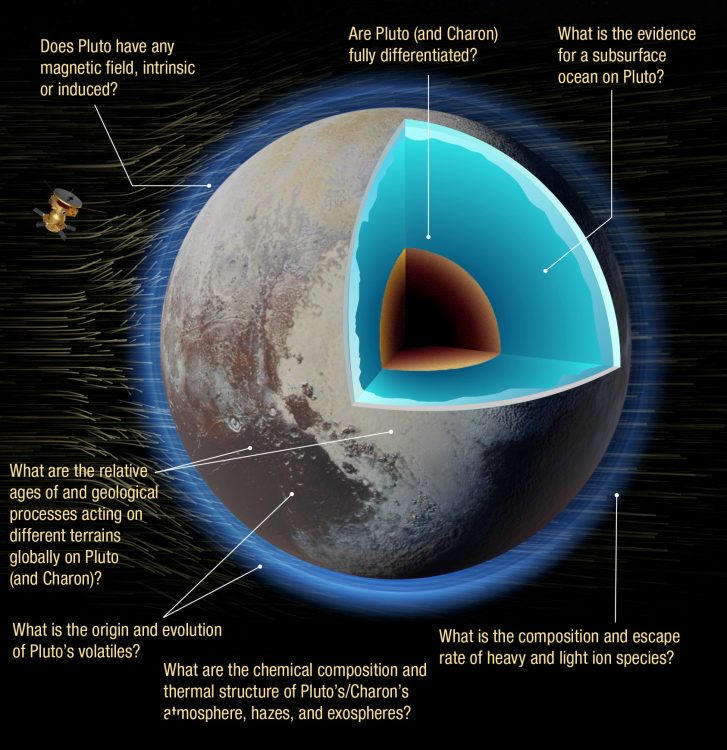 Does Pluto have any
magnetic field, intrinsic
or induced?
Are Pluto (and Charon)
fully differentiated?
What is the evidence
for a subsurface
ocean on Pluto?
What are the relative
ages of and geological
processes acting on
different terrains
globally on Pluto
(and Charon)?
What is the origin and evolution
of Pluto's volatiles?
What are the chemical composition and
thermal structure of Pluto's/Charon's
atmosphere, hazes, and exospheres?
What is the composition and escape
rate of heavy and light ion species?